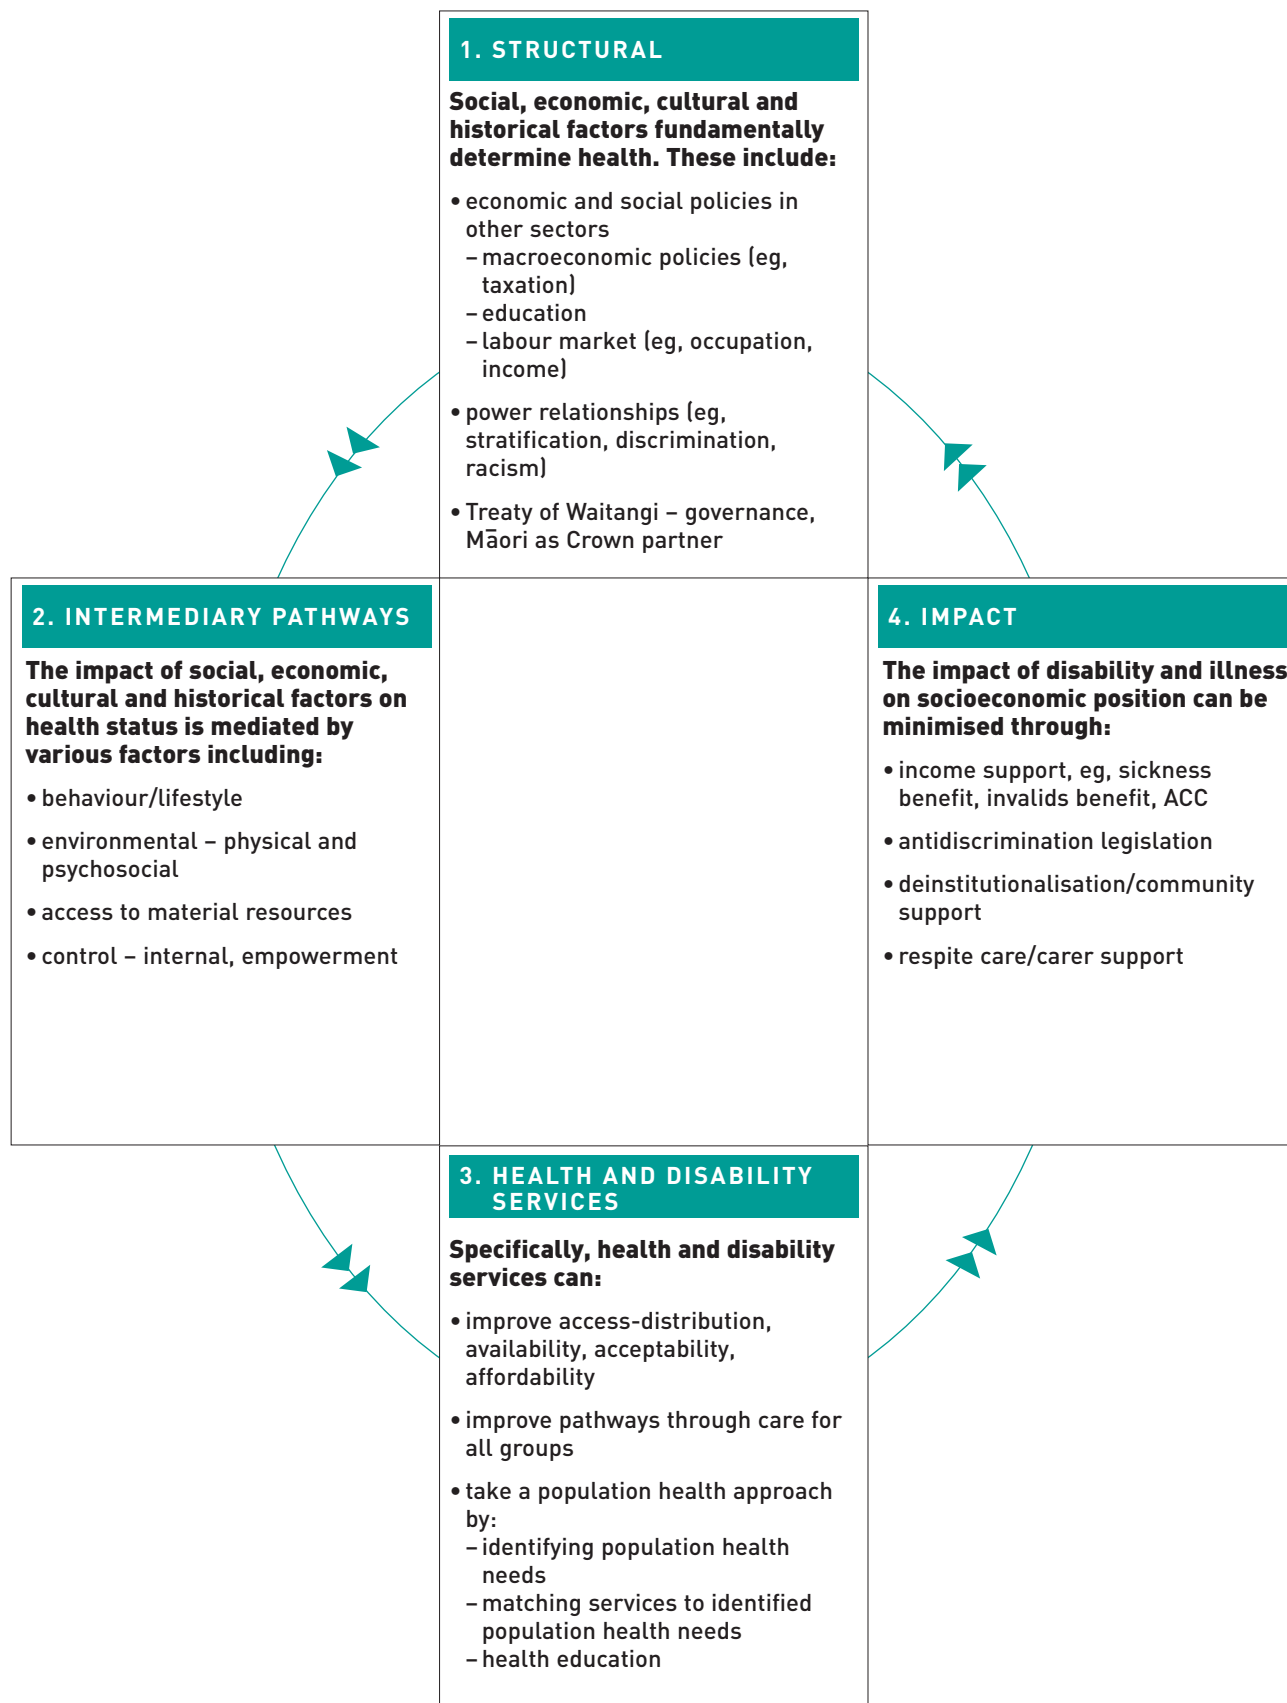 1. STRUCTURAL
Social, economic, cultural and
historical factors fundamentally
determine health. These include:
• economic and social policies in
other sectors
– macroeconomic policies (eg,
taxation)
– education
– labour market (eg, occupation,
income)
• power relationships (eg,
stratification, discrimination,
racism)
• Treaty of Waitangi – governance,
Māori as Crown partner
2. INTERMEDIARY PATHWAYS
The impact of social, economic,
cultural and historical factors on
health status is mediated by
various factors including:
• behaviour/lifestyle
• environmental – physical and
psychosocial
• access to material resources
• control – internal, empowerment
4. IMPACT
The impact of disability and illness
on socioeconomic position can be
minimised through:
• income support, eg, sickness
benefit, invalids benefit, ACC
• antidiscrimination legislation
• deinstitutionalisation/community
support
• respite care/carer support
3. HEALTH AND DISABILITY
SERVICES
Specifically, health and disability
services can:
• improve access-distribution,
availability, acceptability,
affordability
• improve pathways through care for
all groups
• take a population health approach
by:
– identifying population health
needs
– matching services to identified
population health needs
– health education